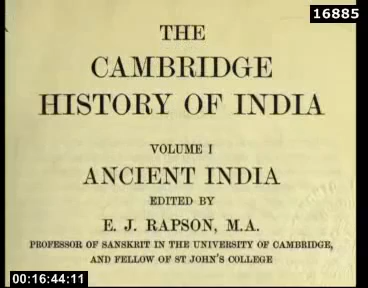 16885
THE
CAMBRIDGE
HISTORY OF INDIA
VOLUME I
ANCIENT INDIA
EDITED BY
E. J. RAPSON, M.A.
PROFESSOR OF SANSKRIT IN THE UNIVERSITY OF CAMBRIDGE,
AND FELLOW OF ST JOHN'S COLLEGE
00:16:44:11